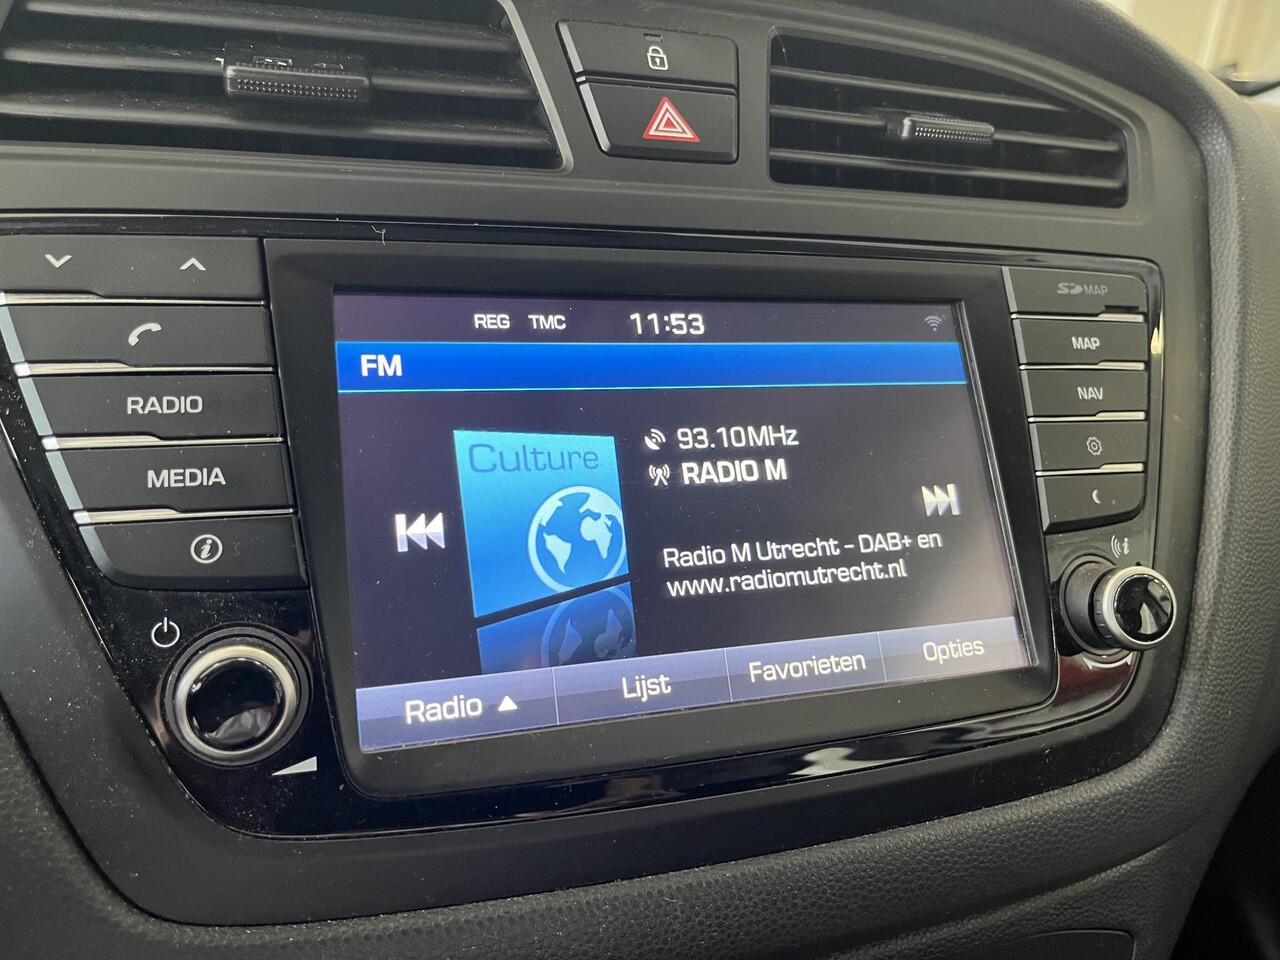 REG TMC 11:53
FM
Culture
93.10MHz
RADIO M
Radio M Utrecht - DAB+ en
www.radiomutrecht.nl
Radio ▲
Lijst
Favorieten
Opties
RADIO
MEDIA
SD MAP
MAP
NAV